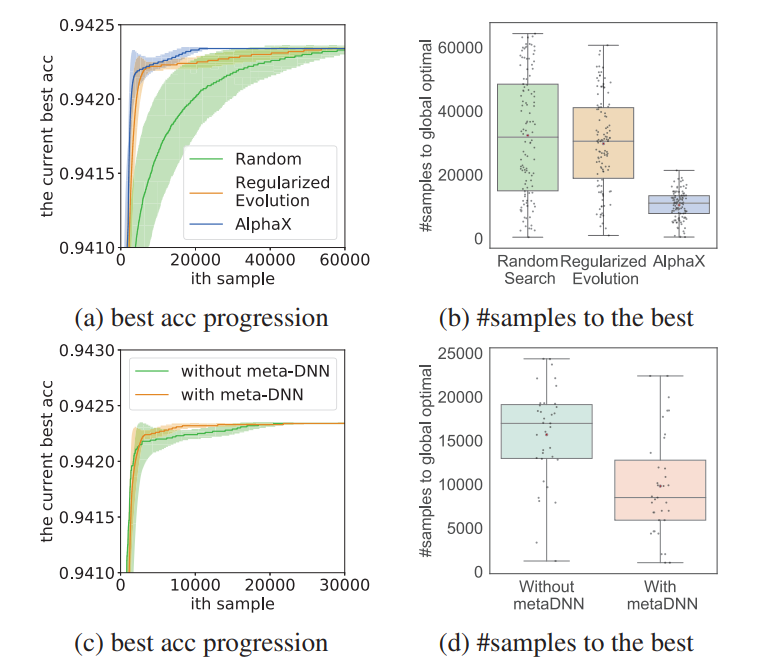 the current best acc
0.9425
0.9420
0.9415
0.9410
Random
Regularized
Evolution
AlphaX
0 20000 40000 60000
ith sample
(a) best acc progression
#samples to global optimal
60000
40000
20000
0
Random
Search
Regularized
Evolution
AlphaX
(b) #samples to the best
the current best acc
0.9430
0.9425
0.9420
0.9415
0.9410
without meta-DNN
with meta-DNN
0 10000 20000 30000
ith sample
(c) best acc progression
#samples to global optimal
25000
20000
15000
10000
5000
0
Without
metaDNN
With
metaDNN
(d) #samples to the best